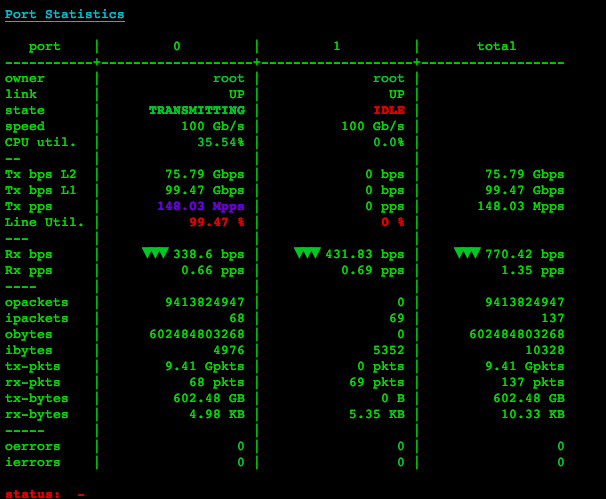 Port Statistics
port | 0 | 1 | total
-----------+-------------------+-------------------+------------------
owner | root | root |
link | UP | UP |
state | TRANSMITTING | IDLE |
speed | 100 Gb/s | 100 Gb/s |
CPU util. | 35.54% | 0.0% |
-- | | |
Tx bps L2 | 75.79 Gbps | 0 bps | 75.79 Gbps
Tx bps L1 | 99.47 Gbps | 0 bps | 99.47 Gbps
Tx pps | 148.03 Mpps | 0 pps | 148.03 Mpps
Line Util. | 99.47 % | 0 % |
--- | | |
Rx bps | ▼▼▼ 338.6 bps | ▼▼▼ 431.83 bps | ▼▼▼ 770.42 bps
Rx pps | 0.66 pps | 0.69 pps | 1.35 pps
---- | | |
opackets | 9413824947 | 0 | 9413824947
ipackets | 68 | 69 | 137
obytes | 602484803268 | 0 | 602484803268
ibytes | 4976 | 5352 | 10328
tx-pkts | 9.41 Gpkts | 0 pkts | 9.41 Gpkts
rx-pkts | 68 pkts | 69 pkts | 137 pkts
tx-bytes | 602.48 GB | 0 B | 602.48 GB
rx-bytes | 4.98 KB | 5.35 KB | 10.33 KB
----- | | |
oerrors | 0 | 0 | 0
ierrors | 0 | 0 | 0
status: -